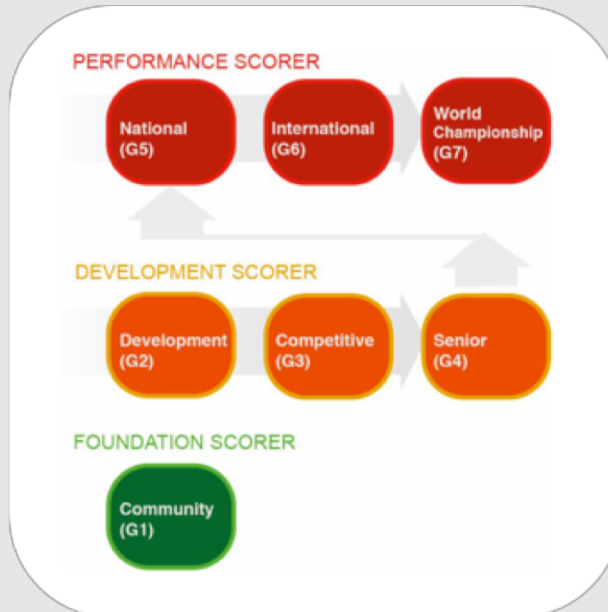 PERFORMANCE SCORER
National
(G5)
International
(G6)
World
Championship
(G7)
DEVELOPMENT SCORER
Development
(G2)
Competitive
(G3)
Senior
(G4)
FOUNDATION SCORER
Community
(G1)